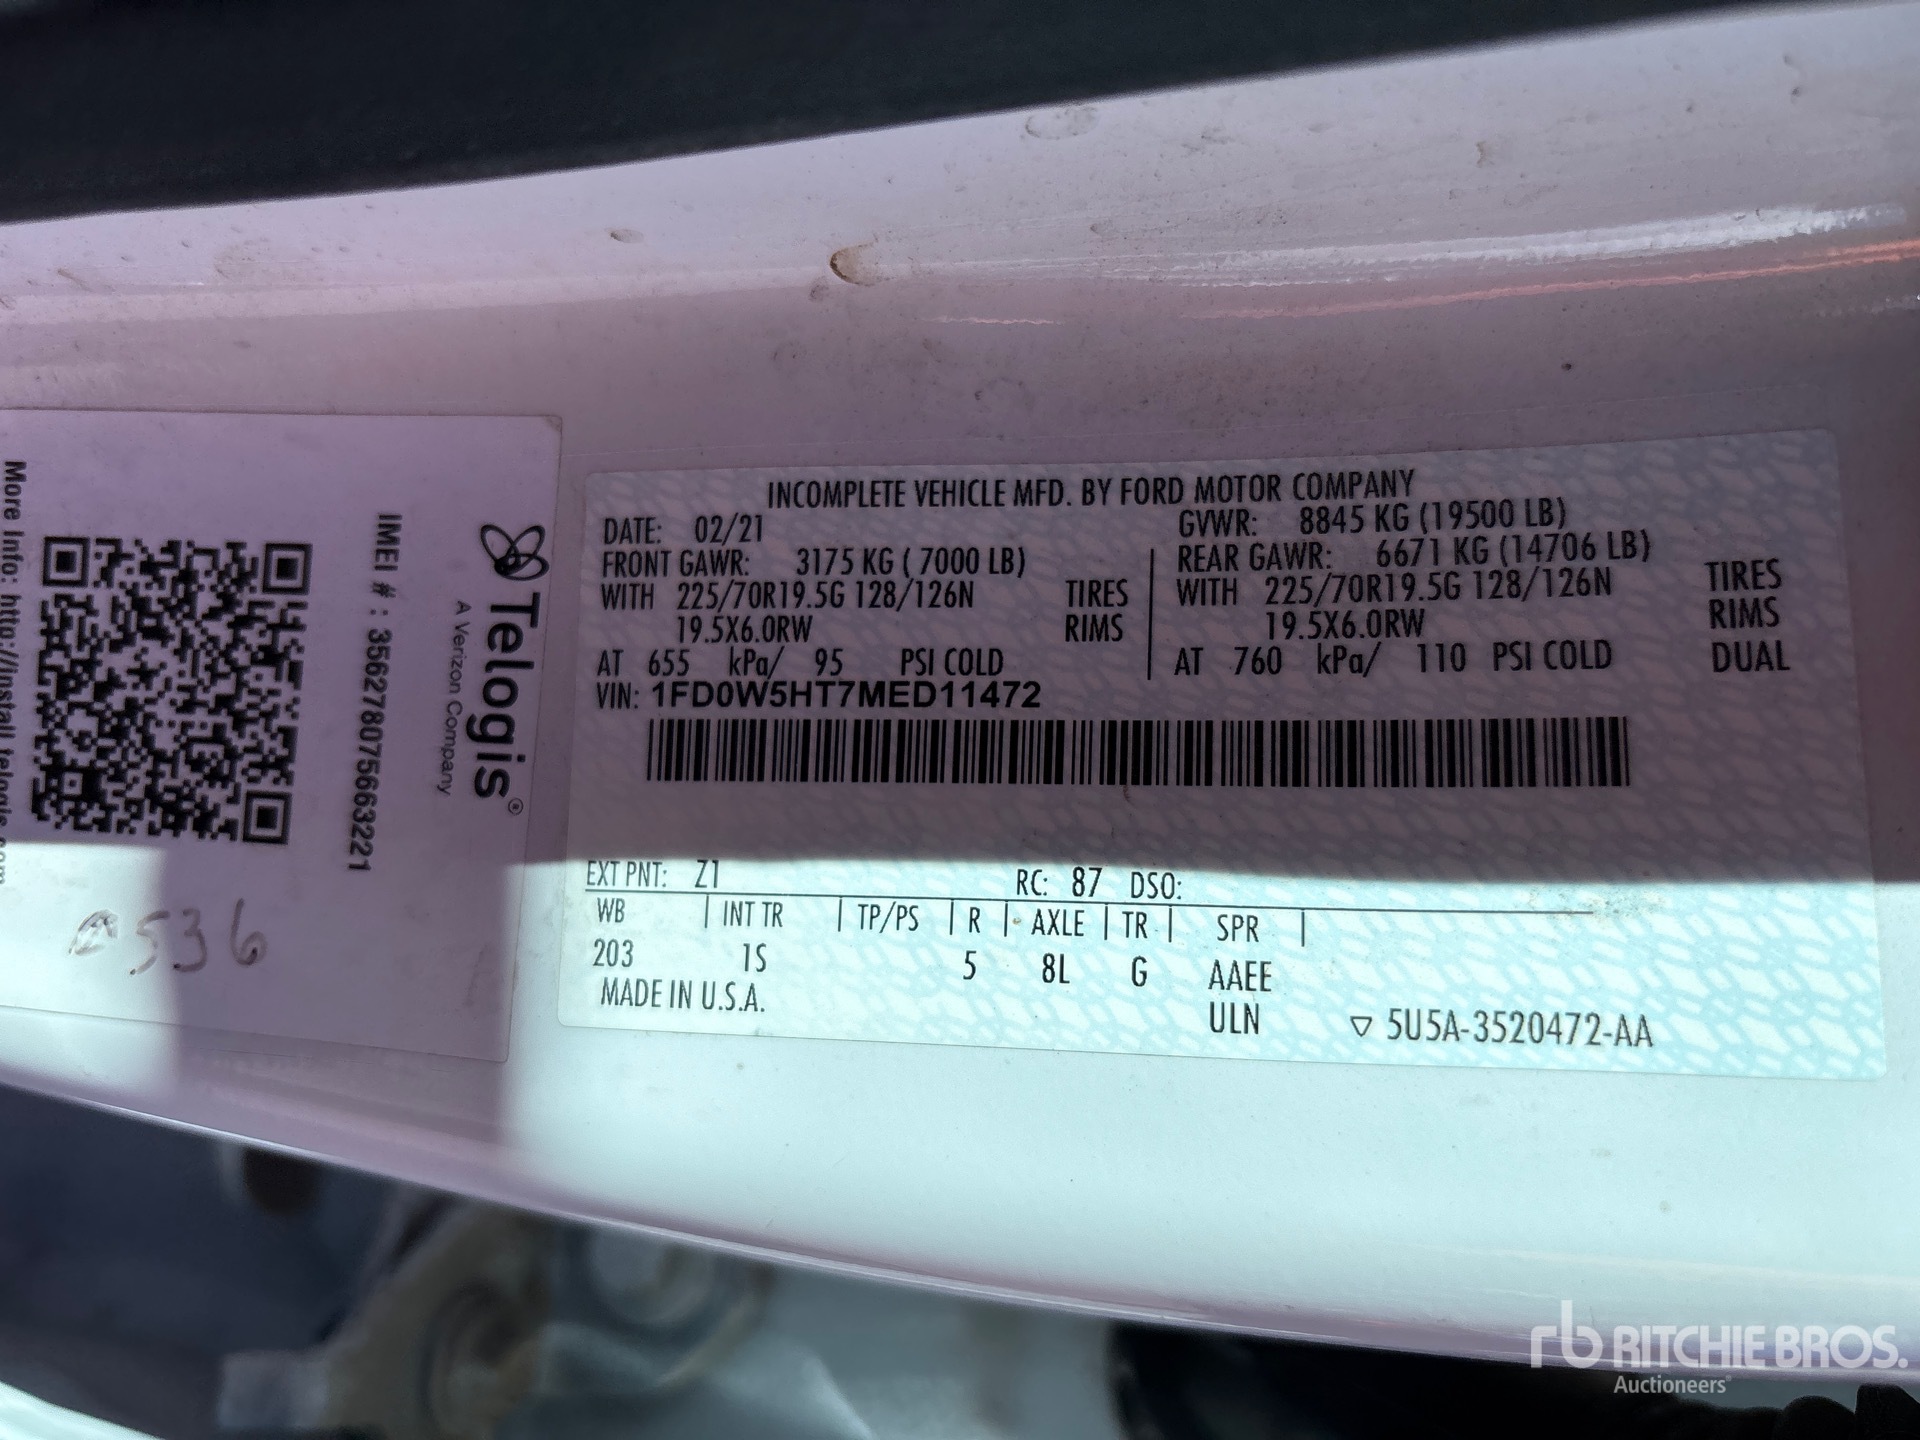 More Info: http://install.telogis.com
IMEI # : 356278075663221
Telogis®
A Verizon Company
0536
INCOMPLETE VEHICLE MFD. BY FORD MOTOR COMPANY
DATE: 02/21 GVWR: 8845 KG (19500 LB)
FRONT GAWR: 3175 KG ( 7000 LB) REAR GAWR: 6671 KG (14706 LB)
WITH 225/70R19.5G 128/126N TIRES WITH 225/70R19.5G 128/126N TIRES
19.5X6.0RW RIMS 19.5X6.0RW RIMS
AT 655 kPa/ 95 PSI COLD AT 760 kPa/ 110 PSI COLD DUAL
VIN: 1FD0W5HT7MED11472
EXT PNT: Z1 RC: 87 DSO:
WB INT TR TP/PS R AXLE TR SPR
203 1S 5 8L G AAEE
MADE IN U.S.A. ULN ▽ 5U5A-3520472-AA
rb RITCHIE BROS.
Auctioneers